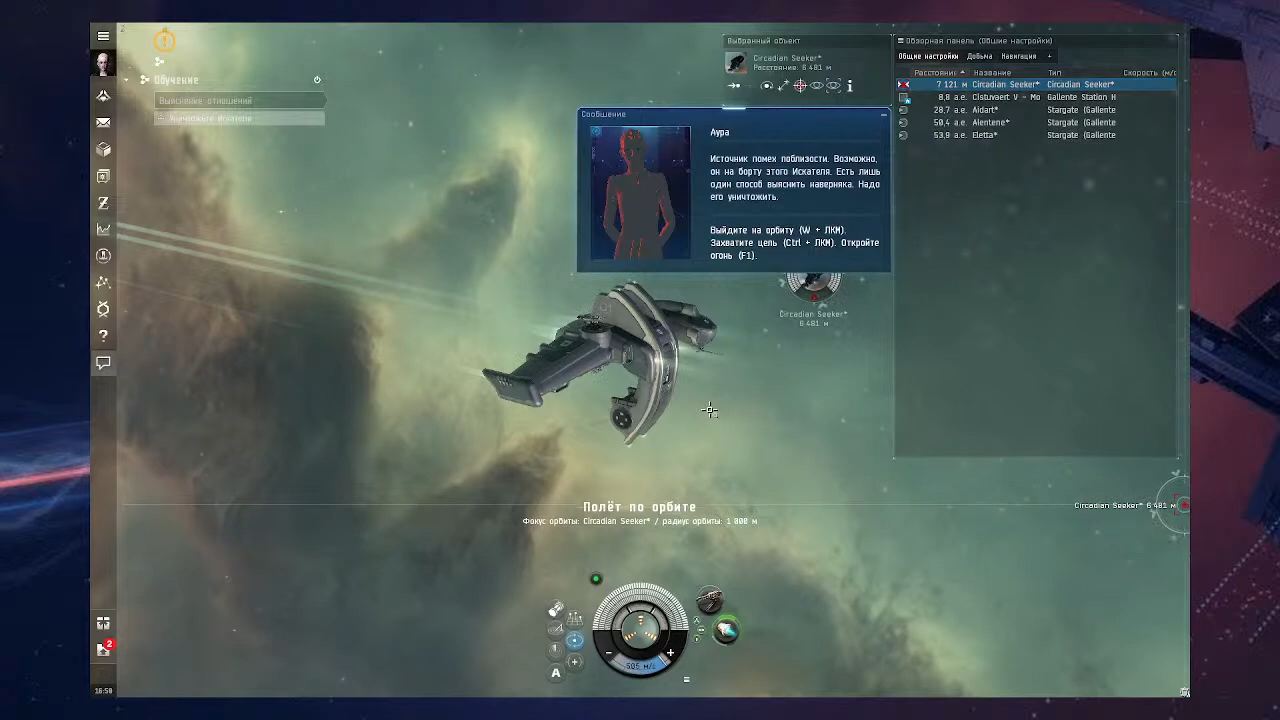 Обучение
Выяснение отношений
Уничтожьте Искателя
Выбранный объект
Circadian Seeker*
Расстояние: 6 481 м
Сообщение
Аура
Источник помех поблизости. Возможно,
он на борту этого Искателя. Есть лишь
один способ выяснить наверняка. Надо
его уничтожить.
Выйдите на орбиту (W + ЛКМ).
Захватите цель (Ctrl + ЛКМ). Откройте
огонь (F1).
Обзорная панель (Общие настройки)
Общие настройки Добыча Навигация +
Расстояни Название Тип Скорость (м/с
7 121 м Circadian Seeker* Circadian Seeker*
8,8 а.е. Clstuvaert V - Mo Gallente Station H
28,7 а.е. Aidart* Stargate (Gallente
50,4 а.е. Alentene* Stargate (Gallente
53,9 а.е. Eletta* Stargate (Gallente
Circadian Seeker*
6 481 м
Circadian Seeker* 6 481 м
Полёт по орбите
Фокус орбиты: Circadian Seeker* / радиус орбиты: 1 000 м
505 м/с
A
2
16:50